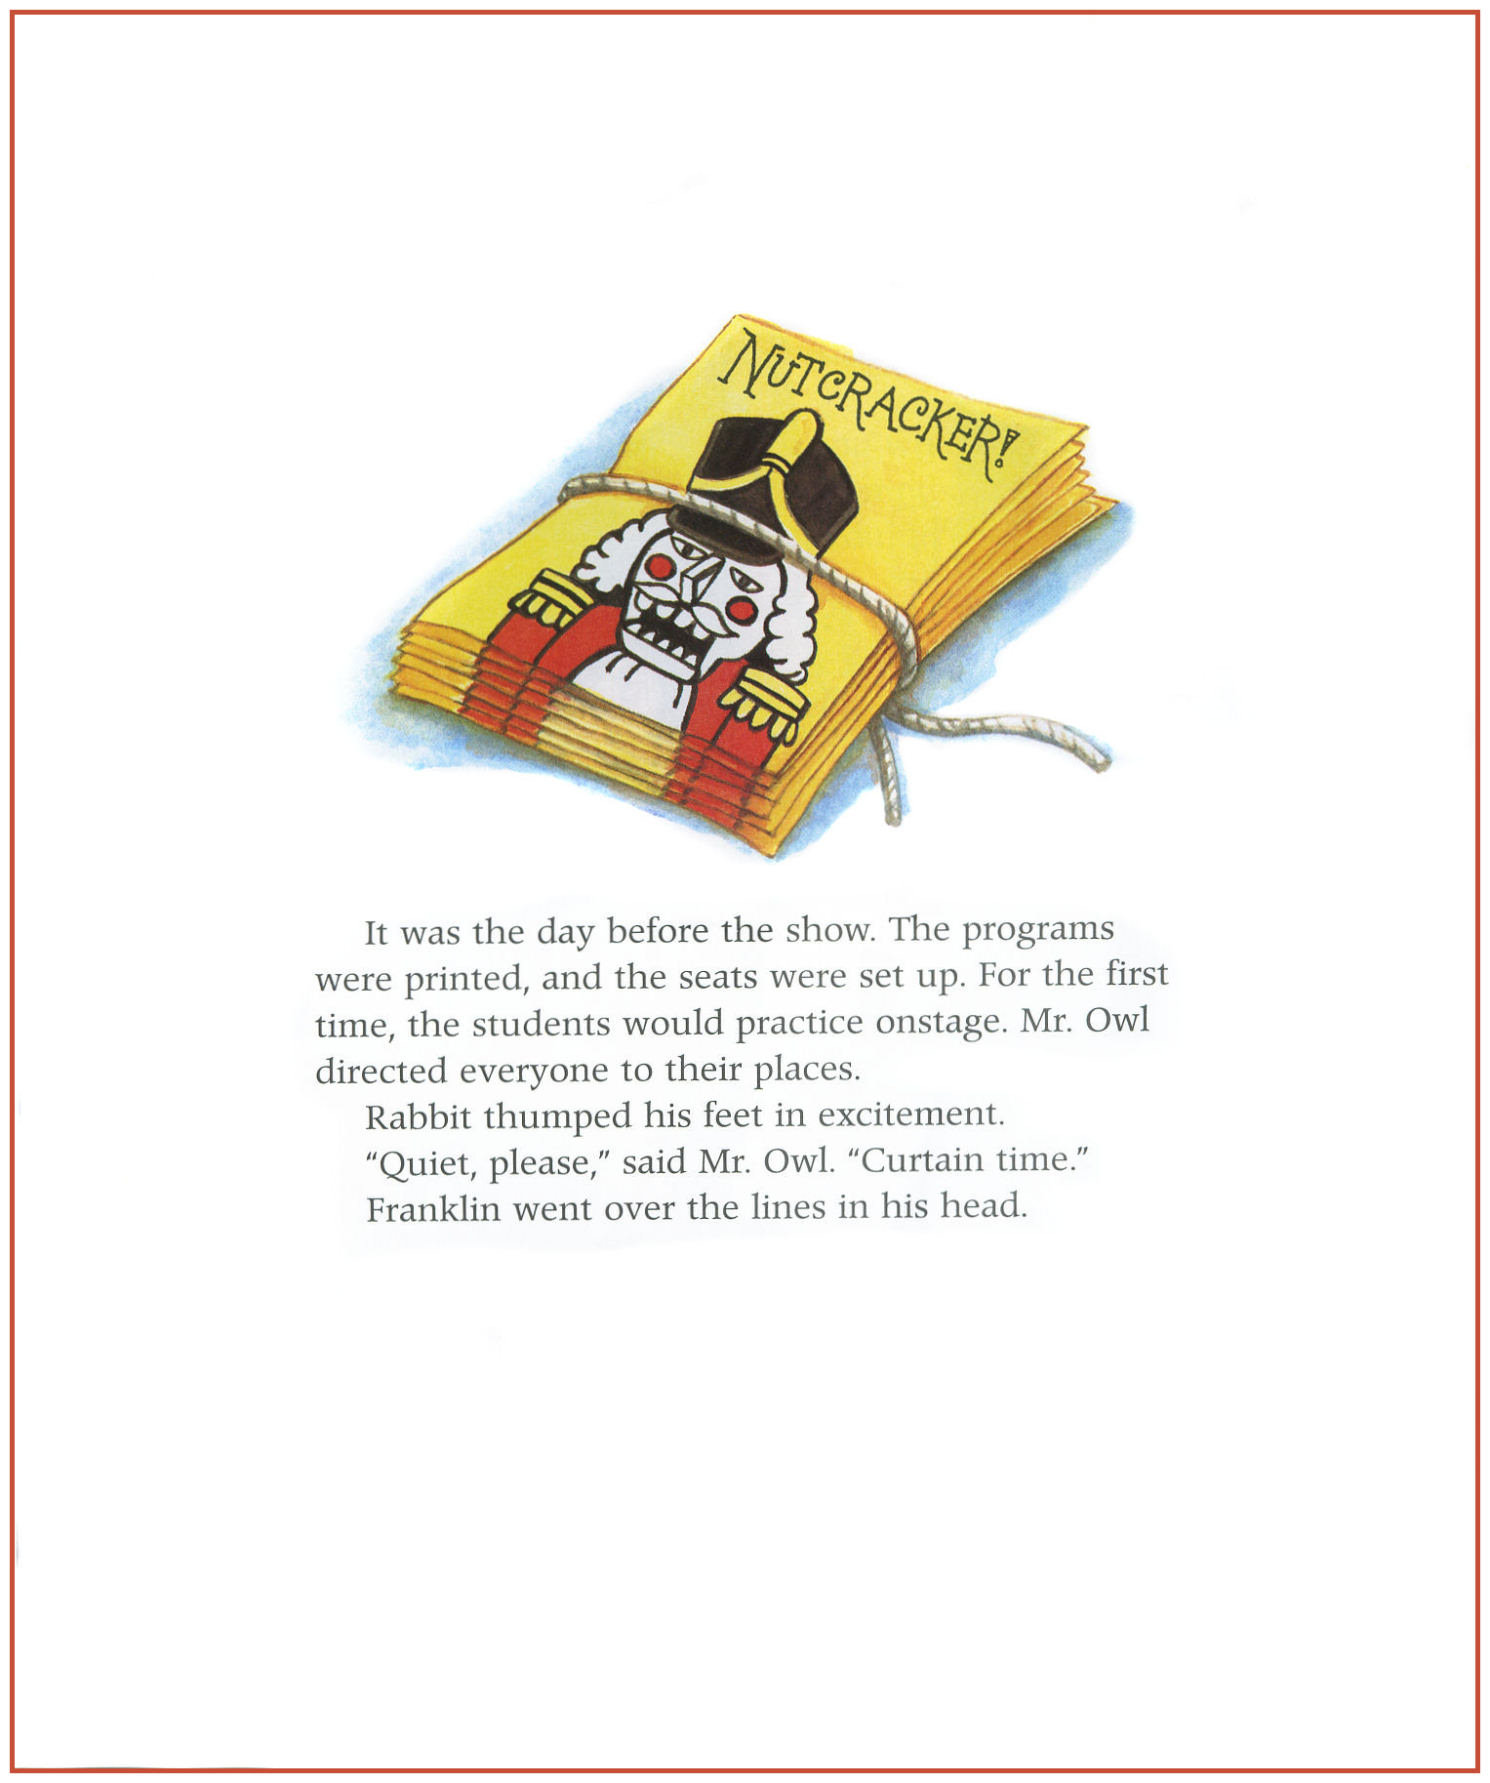 NUTCRACKER!
It was the day before the show. The programs
were printed, and the seats were set up. For the first
time, the students would practice onstage. Mr. Owl
directed everyone to their places.
Rabbit thumped his feet in excitement.
“Quiet, please,” said Mr. Owl. “Curtain time.”
Franklin went over the lines in his head.